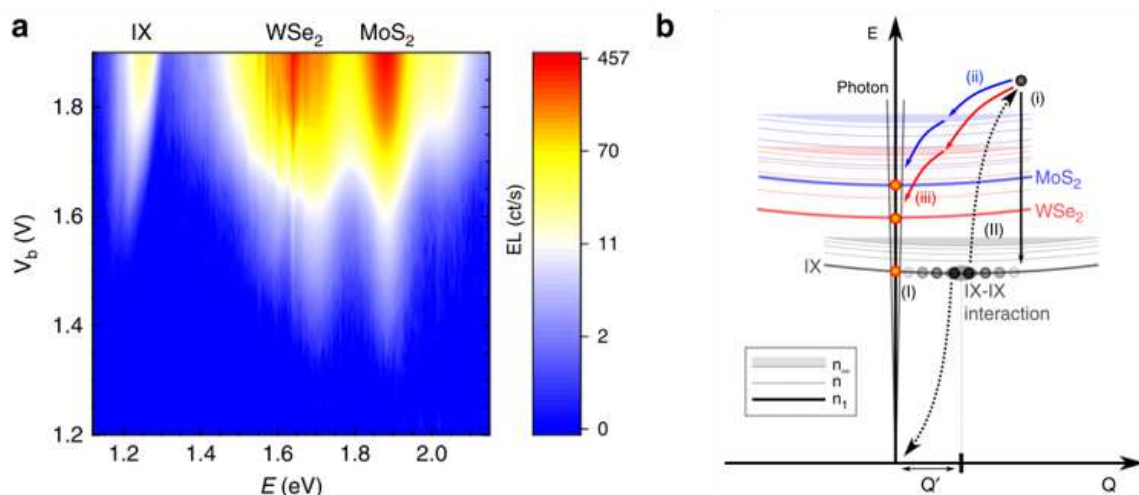 a
IX WSe₂ MoS₂
V_b (V)
1.8
1.6
1.4
1.2
1.2 1.4 1.6 1.8 2.0
E (eV)
EL (ct/s)
457
70
11
2
0
b
E
Photon
(ii)
(i)
MoS₂
(iii)
WSe₂
(II)
IX
(I)
IX-IX
interaction
n_∞
n
n₁
Q′
Q